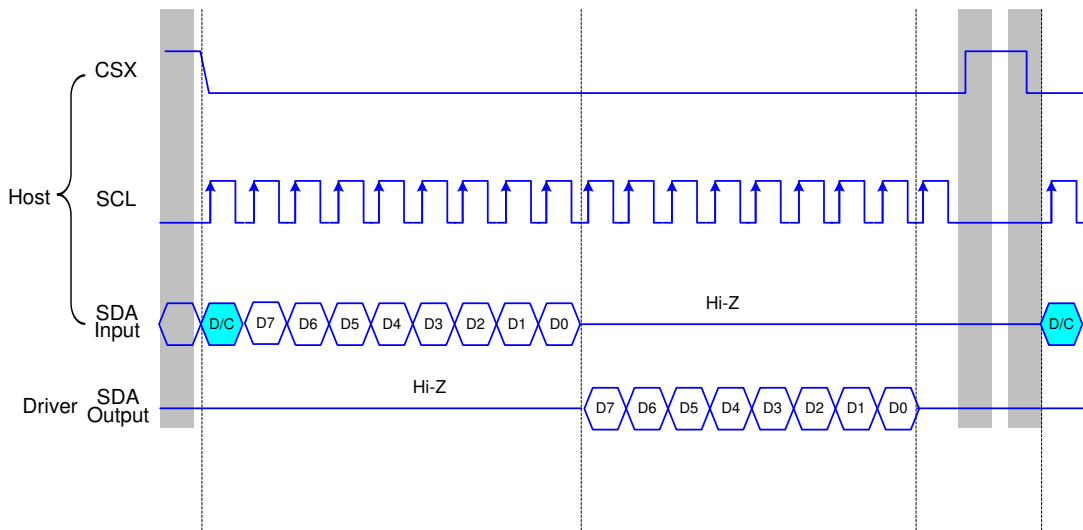 CSX
Host
SCL
SDA
Input
D/C D7 D6 D5 D4 D3 D2 D1 D0
Hi-Z
D/C
Hi-Z
Driver
SDA
Output
D7 D6 D5 D4 D3 D2 D1 D0